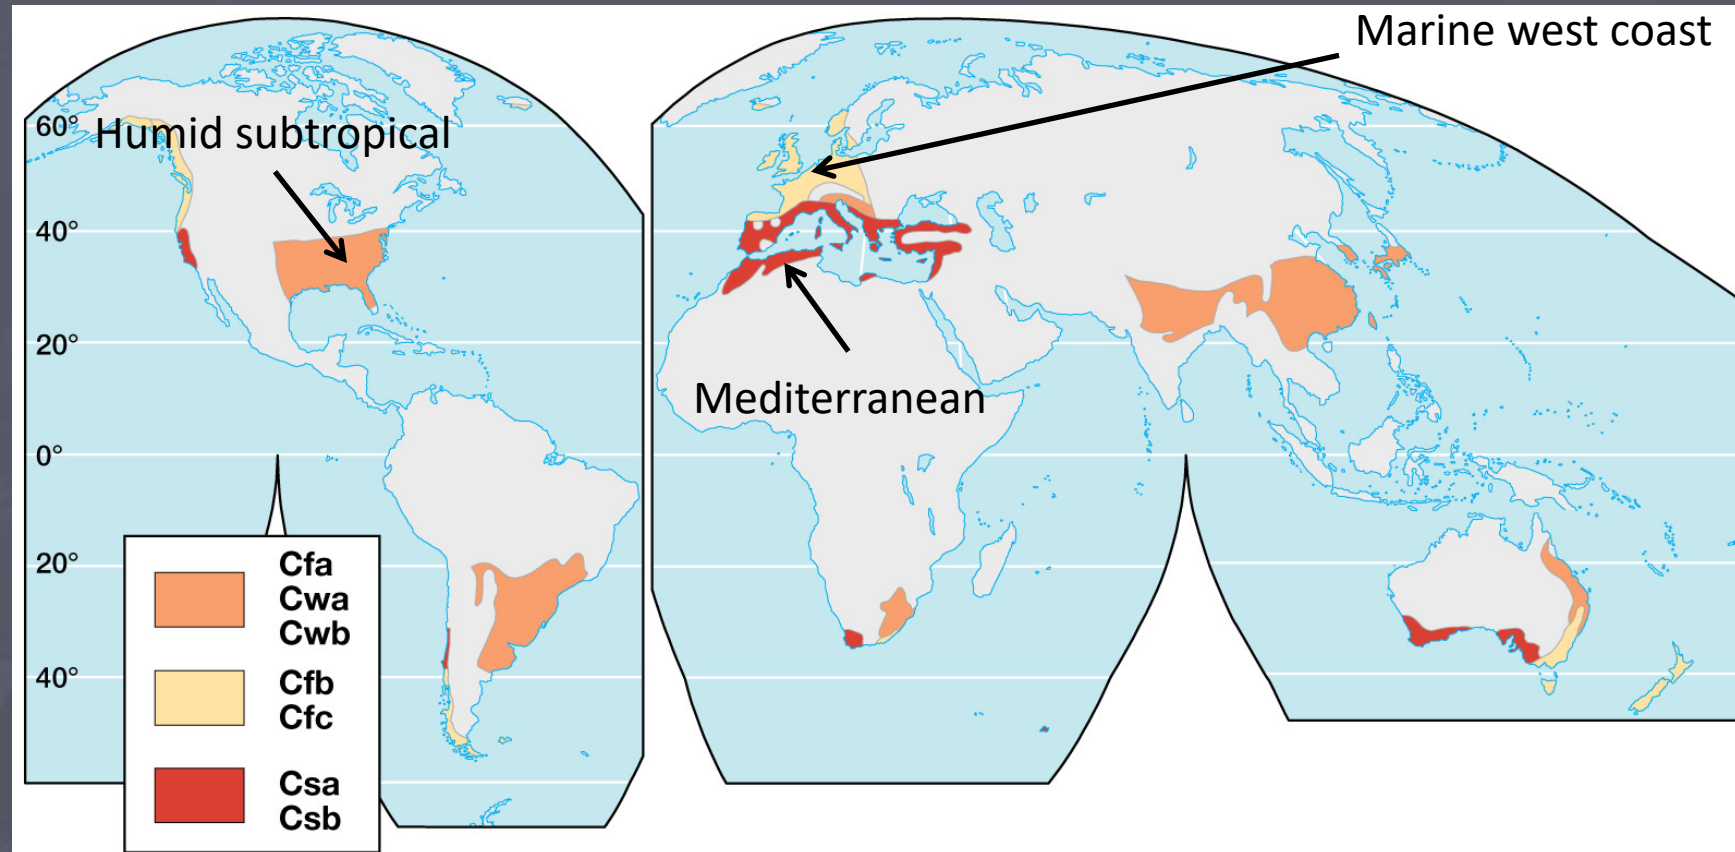 Marine west coast
60°
Humid subtropical
40°
20°
Mediterranean
0°
20°
40°
Cfa
Cwa
Cwb
Cfb
Cfc
Csa
Csb